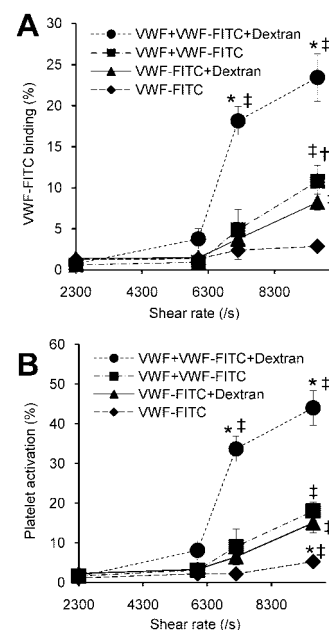 A
VWF+VWF-FITC+Dextran
VWF+VWF-FITC
VWF-FITC+Dextran
VWF-FITC
VWF-FITC binding (%)
30
25
20
15
10
5
0
* ‡
* ‡
‡ †
‡
2300 4300 6300 8300
Shear rate (/s)
B
VWF+VWF-FITC+Dextran
VWF+VWF-FITC
VWF-FITC+Dextran
VWF-FITC
Platelet activation (%)
60
50
40
30
20
10
0
* ‡
* ‡
‡
‡
* ‡
2300 4300 6300 8300
Shear rate (/s)